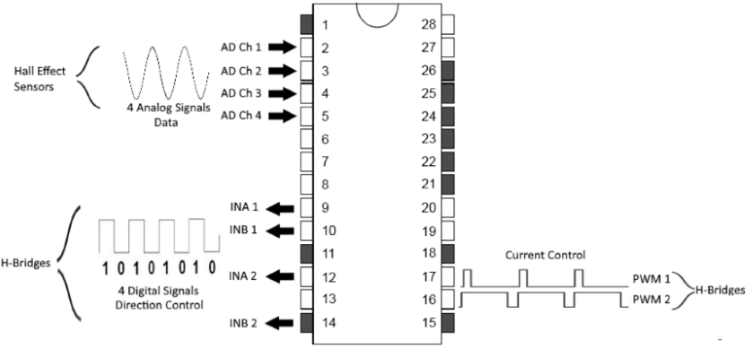 Hall Effect
Sensors
4 Analog Signals
Data
AD Ch 1
AD Ch 2
AD Ch 3
AD Ch 4
H-Bridges
1 0 1 0 1 0 1 0
4 Digital Signals
Direction Control
INA 1
INB 1
INA 2
INB 2
1
2
3
4
5
6
7
8
9
10
11
12
13
14
28
27
26
25
24
23
22
21
20
19
18
17
16
15
Current Control
PWM 1
PWM 2
H-Bridges